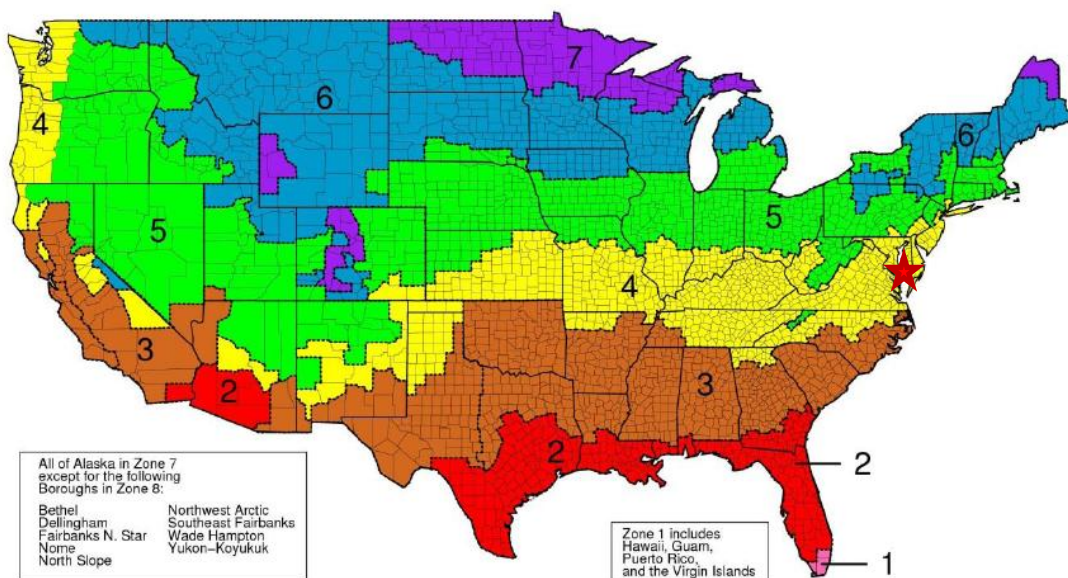 7
6
6
4
5
5
4
3
3
2
2
2
1
All of Alaska in Zone 7
except for the following
Boroughs in Zone 8:
Bethel
Dellingham
Fairbanks N. Star
Nome
North Slope
Northwest Arctic
Southeast Fairbanks
Wade Hampton
Yukon–Koyukuk
Zone 1 includes
Hawaii, Guam,
Puerto Rico,
and the Virgin Islands